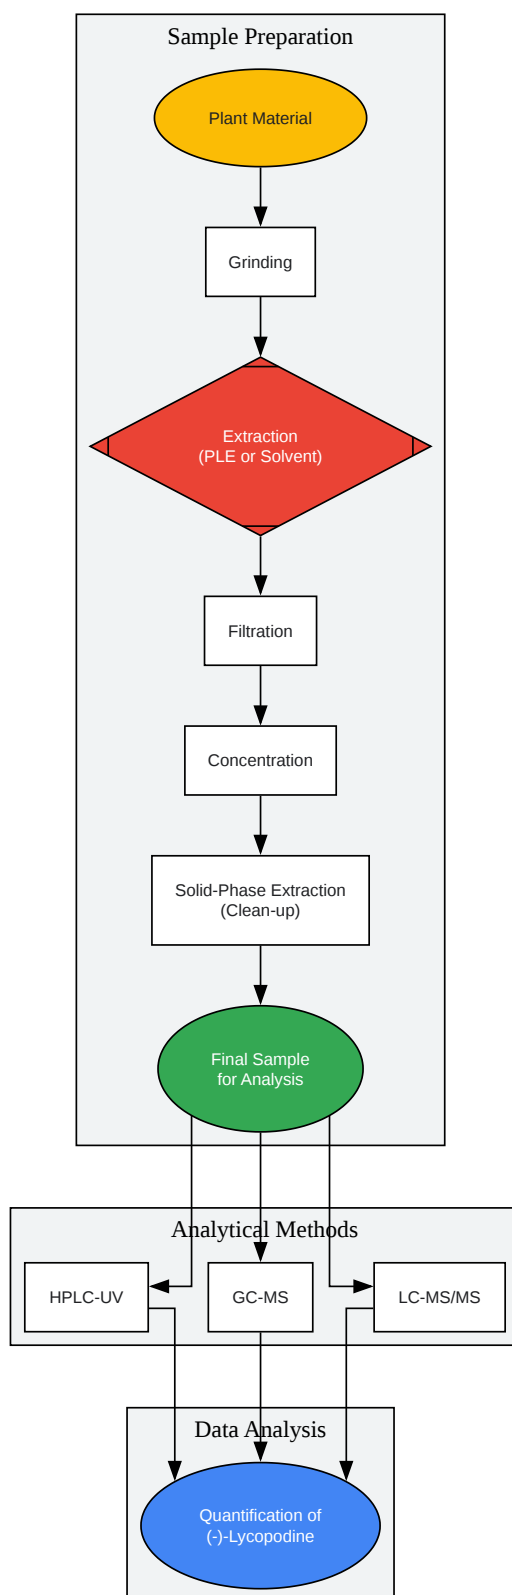 Sample Preparation
Plant Material
Grinding
Extraction
(PLE or Solvent)
Filtration
Concentration
Solid-Phase Extraction
(Clean-up)
Final Sample
for Analysis
Analytical Methods
HPLC-UV
GC-MS
LC-MS/MS
Data Analysis
Quantification of
(-)-Lycopodine